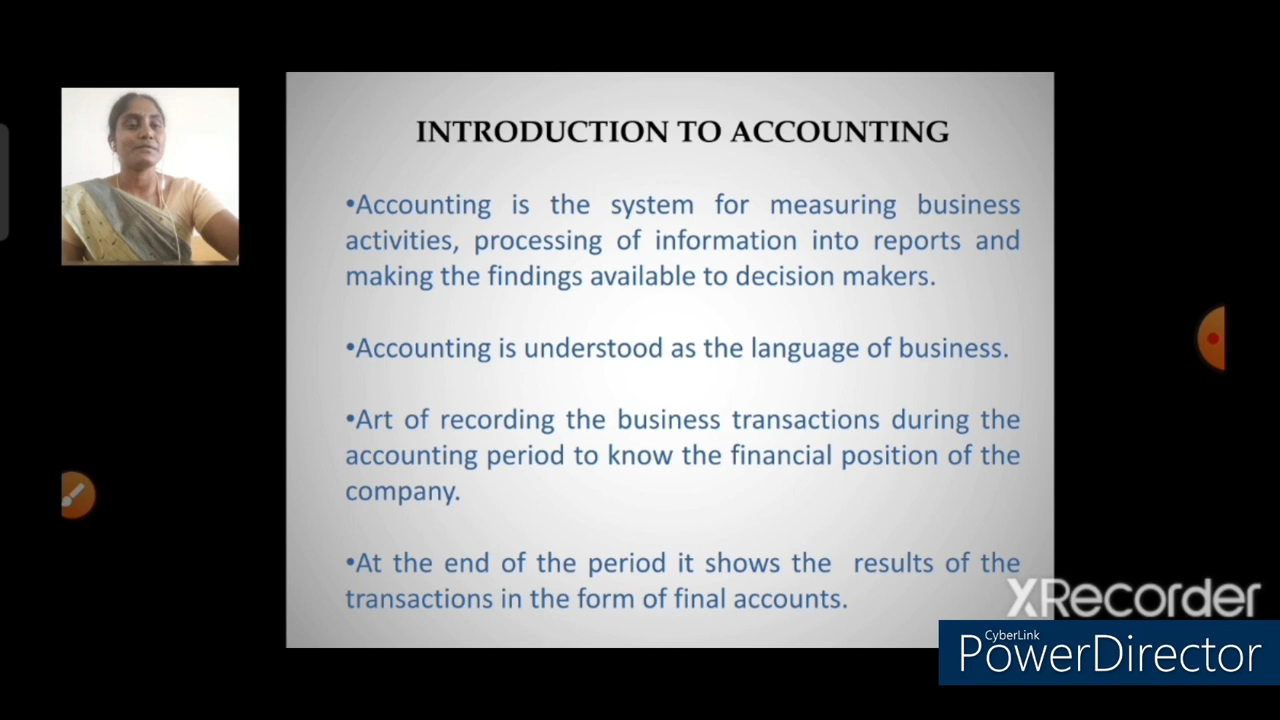 INTRODUCTION TO ACCOUNTING
•Accounting is the system for measuring business
activities, processing of information into reports and
making the findings available to decision makers.
•Accounting is understood as the language of business.
•Art of recording the business transactions during the
accounting period to know the financial position of the
company.
•At the end of the period it shows the results of the
transactions in the form of final accounts.
XRecorder
CyberLink
PowerDirector